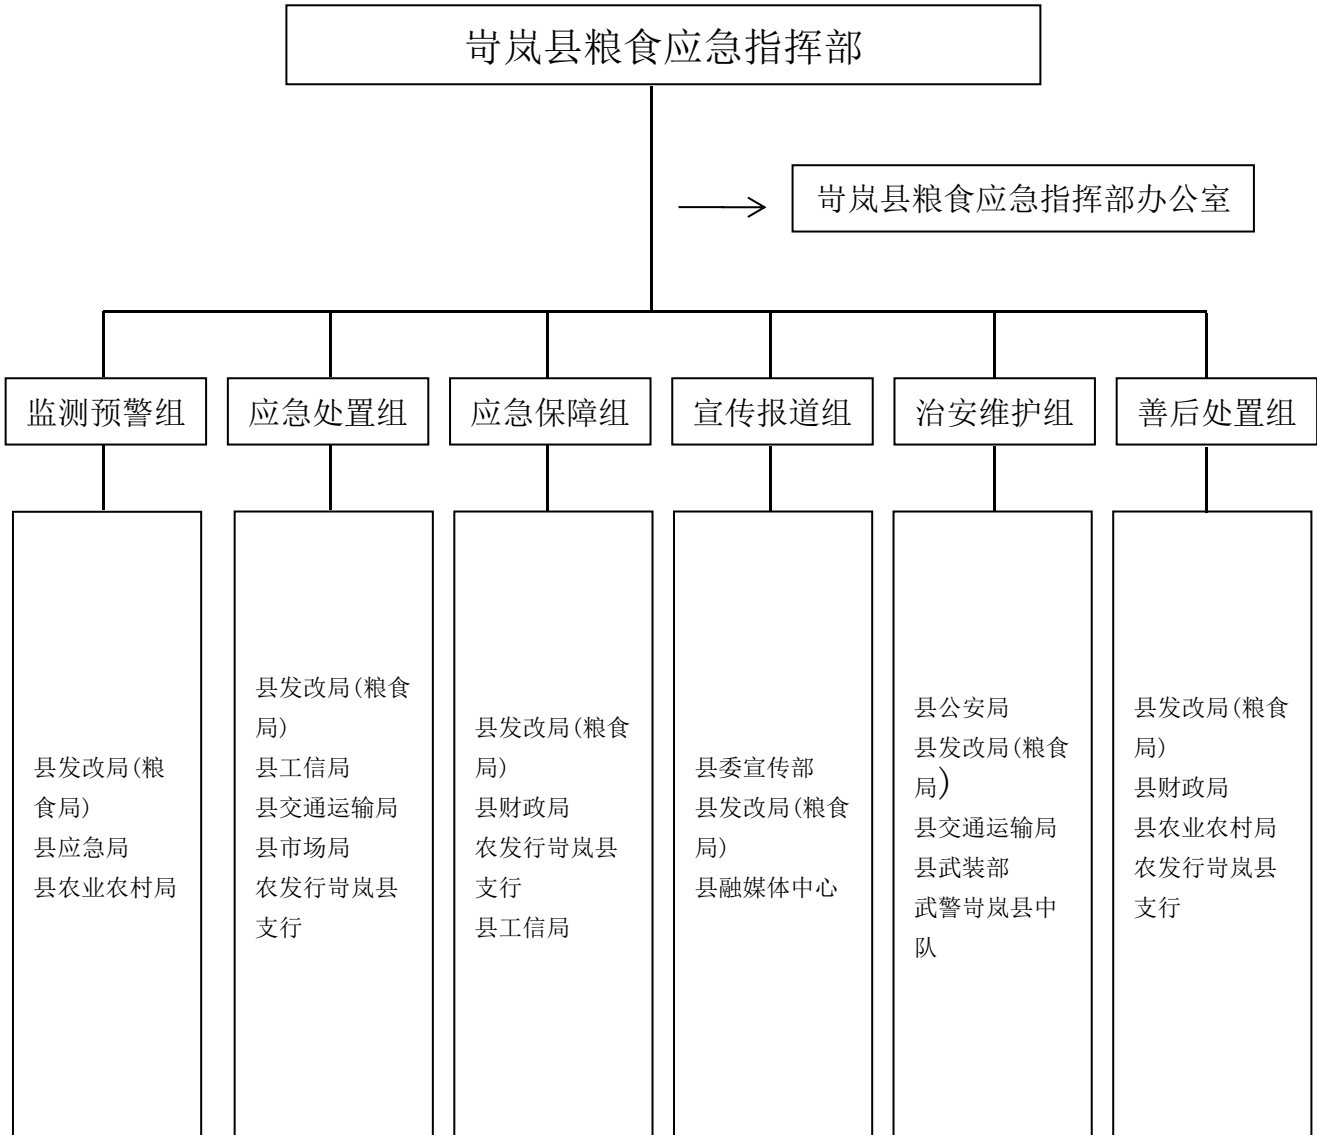 岢岚县粮食应急指挥部
岢岚县粮食应急指挥部办公室
监测预警组
应急处置组
应急保障组
宣传报道组
治安维护组
善后处置组
县发改局(粮
食局)
县应急局
县农业农村局
县发改局(粮食
局)
县工信局
县交通运输局
县市场局
农发行岢岚县
支行
县发改局(粮食
局)
县财政局
农发行岢岚县
支行
县工信局
县委宣传部
县发改局(粮食
局)
县融媒体中心
县公安局
县发改局(粮食
局)
县交通运输局
县武装部
武警岢岚县中
队
县发改局(粮食
局)
县财政局
县农业农村局
农发行岢岚县
支行